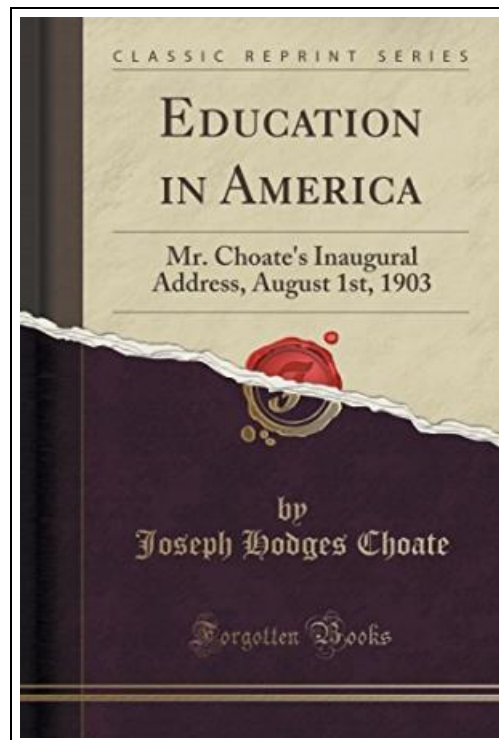 CLASSIC REPRINT SERIES
EDUCATION
IN AMERICA
Mr. Choate's Inaugural
Address, August 1st, 1903
by
Joseph Hodges Choate
Forgotten Books